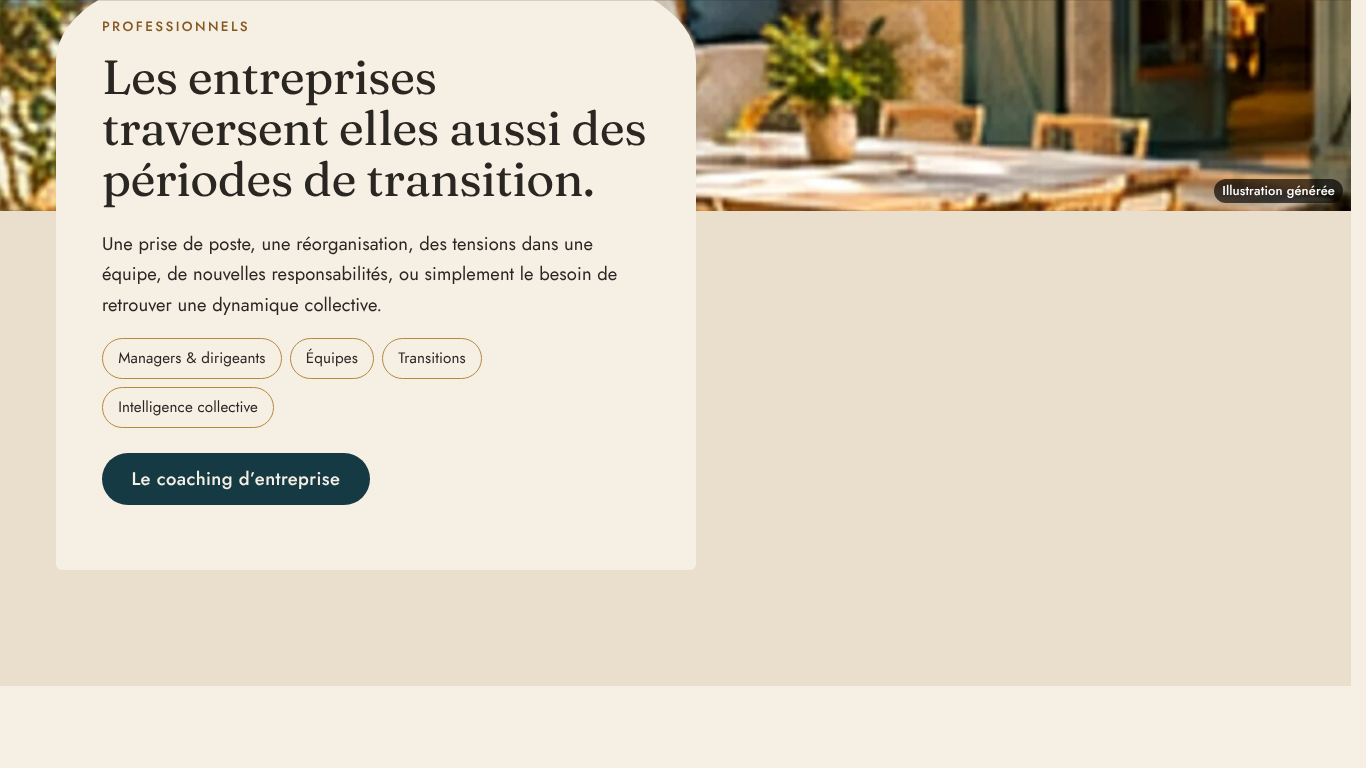 PROFESSIONNELS
Les entreprises
traversent elles aussi des
périodes de transition.
Illustration générée
Une prise de poste, une réorganisation, des tensions dans une
équipe, de nouvelles responsabilités, ou simplement le besoin de
retrouver une dynamique collective.
Managers & dirigeants
Équipes
Transitions
Intelligence collective
Le coaching d’entreprise